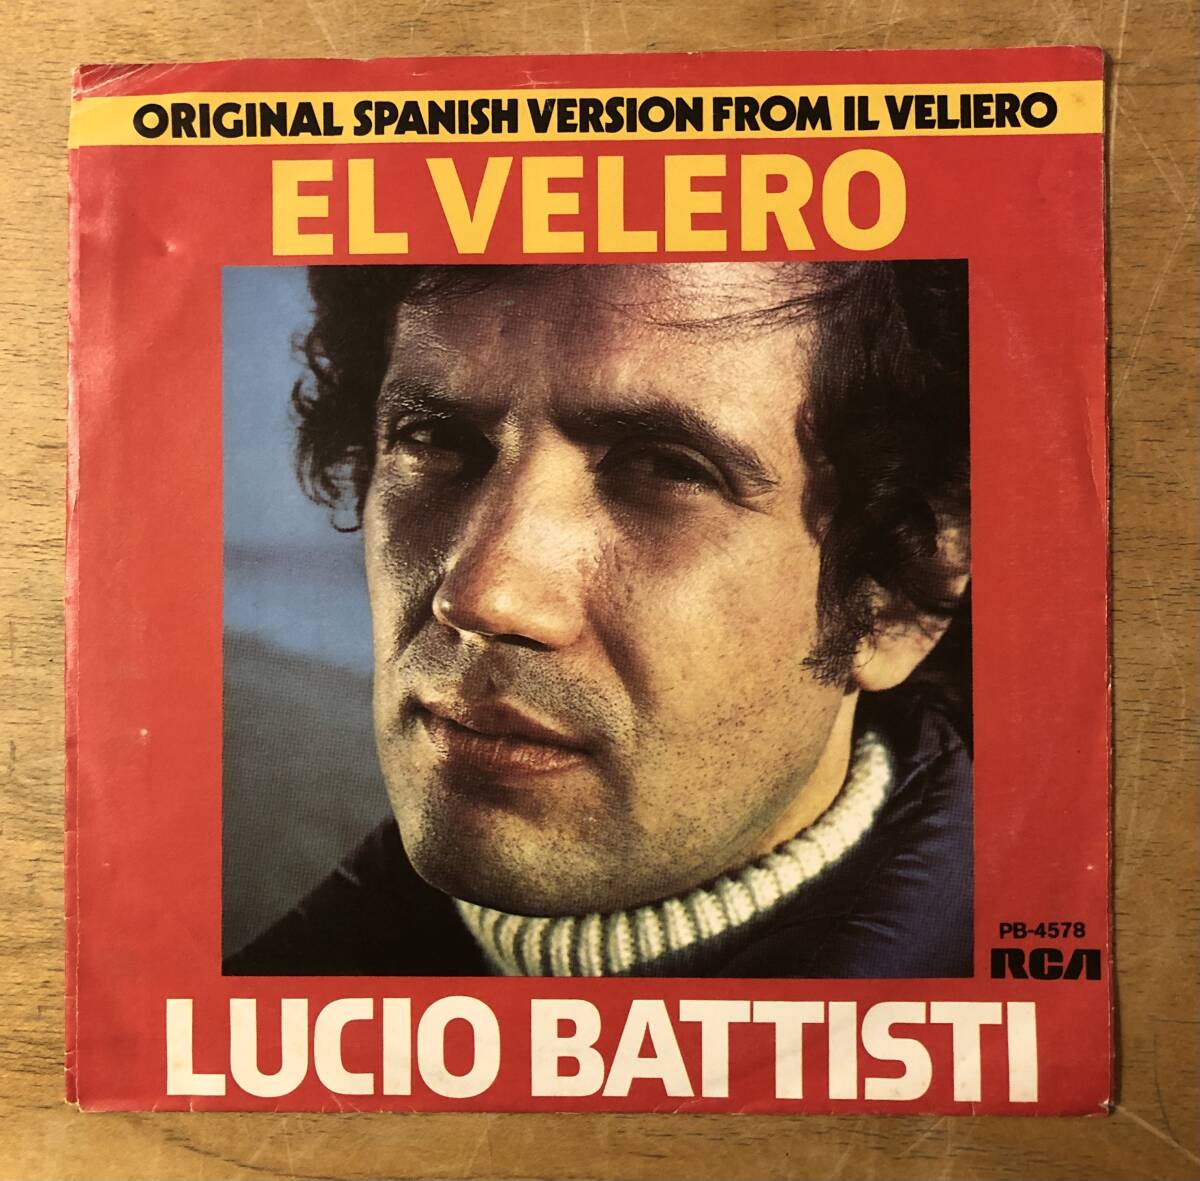 ORIGINAL SPANISH VERSION FROM IL VELIERO
EL VELERO
PB-4578
RCA
LUCIO BATTISTI